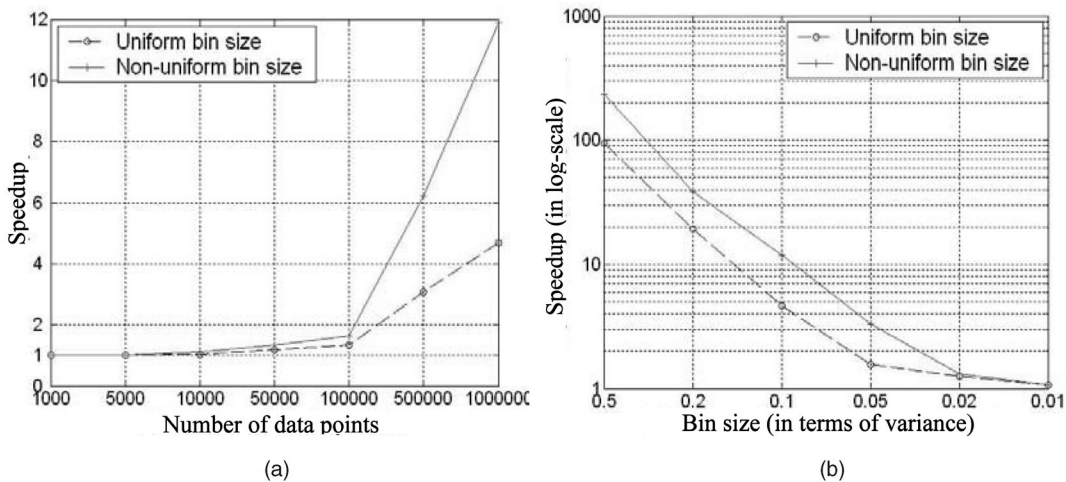 12
10
8
6
4
2
1
0
Speedup
Uniform bin size
Non-uniform bin size
1000 5000 10000 50000 100000 500000 1000000
Number of data points
(a)
1000
100
10
1
Speedup (in log-scale)
Uniform bin size
Non-uniform bin size
0.5 0.2 0.1 0.05 0.02 0.01
Bin size (in terms of variance)
(b)